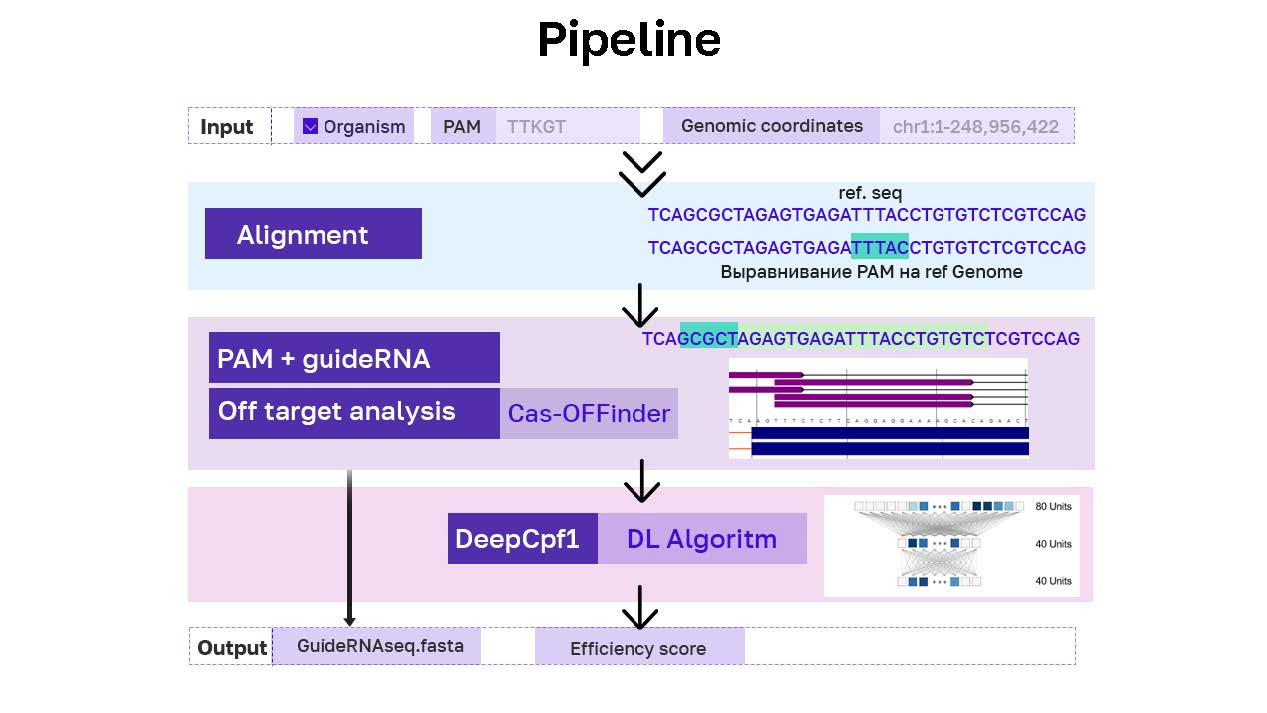 Pipeline
Input
Organism
PAM
TTKGT
Genomic coordinates
chr1:1-248,956,422
ref. seq
TCAGCGCTAGAGTGAGATTTACCTGTGTCTCGTCCAG
Alignment
TCAGCGCTAGAGTGAGATTTACCTGTGTCTCGTCCAG
Выравнивание PAM на ref Genome
TCAGCGCTAGAGTGAGATTTACCTGTGTCTCGTCCAG
PAM + guideRNA
Off target analysis
Cas-OFFinder
80 Units
DeepCpf1
DL Algoritm
40 Units
40 Units
Output
GuideRNAseq.fasta
Efficiency score